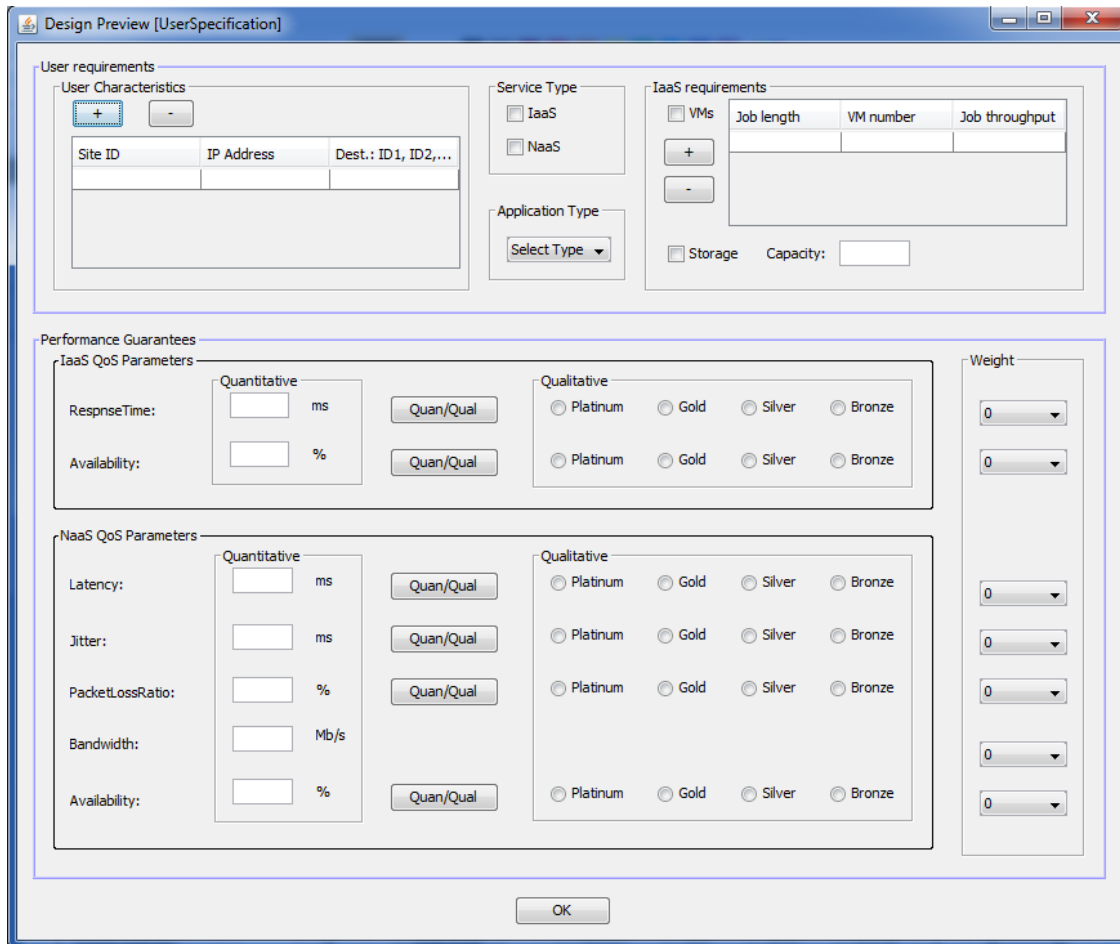 Design Preview [UserSpecification]
User requirements
User Characteristics
+ -
Site ID IP Address Dest.: ID1, ID2,...
Service Type
IaaS
NaaS
Application Type
Select Type
IaaS requirements
VMs
+
-
Job length VM number Job throughput
Storage Capacity:
Performance Guarantees
IaaS QoS Parameters
Quantitative Qualitative
RespnseTime: ms Quan/Qual Platinum Gold Silver Bronze
Availability: % Quan/Qual Platinum Gold Silver Bronze
NaaS QoS Parameters
Quantitative Qualitative
Latency: ms Quan/Qual Platinum Gold Silver Bronze
Jitter: ms Quan/Qual Platinum Gold Silver Bronze
PacketLossRatio: % Quan/Qual Platinum Gold Silver Bronze
Bandwidth: Mb/s
Availability: % Quan/Qual Platinum Gold Silver Bronze
Weight
0
0
0
0
0
0
0
OK